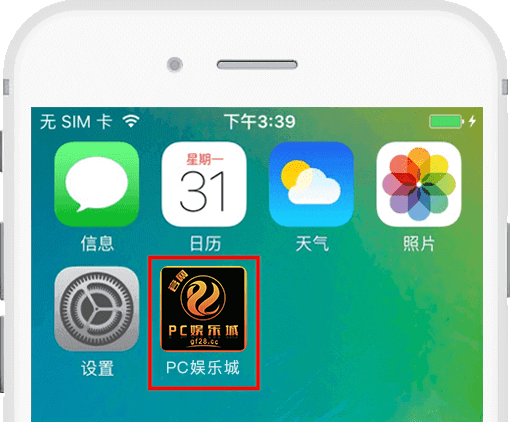 无 SIM 卡
下午3:39
星期一
31
信息
日历
天气
照片
官网
PC娱乐城
gf28.cc
设置
PC娱乐城